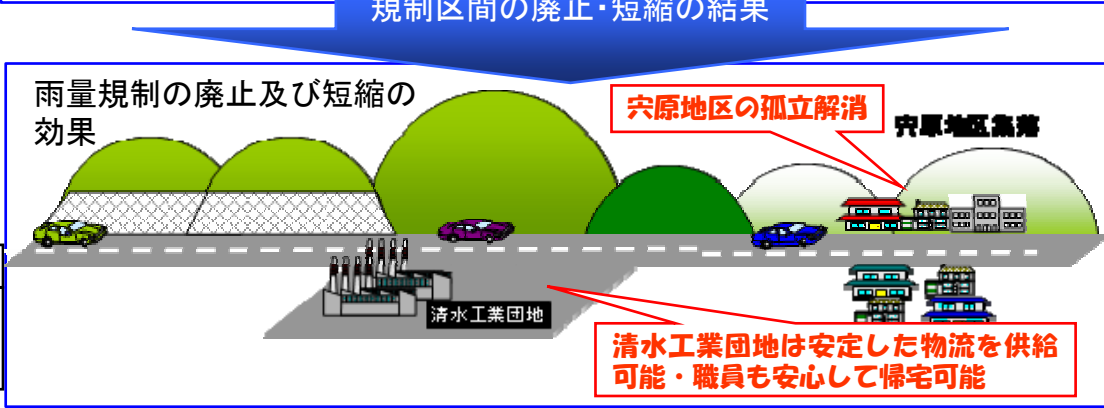 規制区間の廃止・短縮の結果
雨量規制の廃止及び短縮の
効果
宍原地区の孤立解消
宍原地区集落
清水工業団地
清水工業団地は安定した物流を供給
可能・職員も安心して帰宅可能